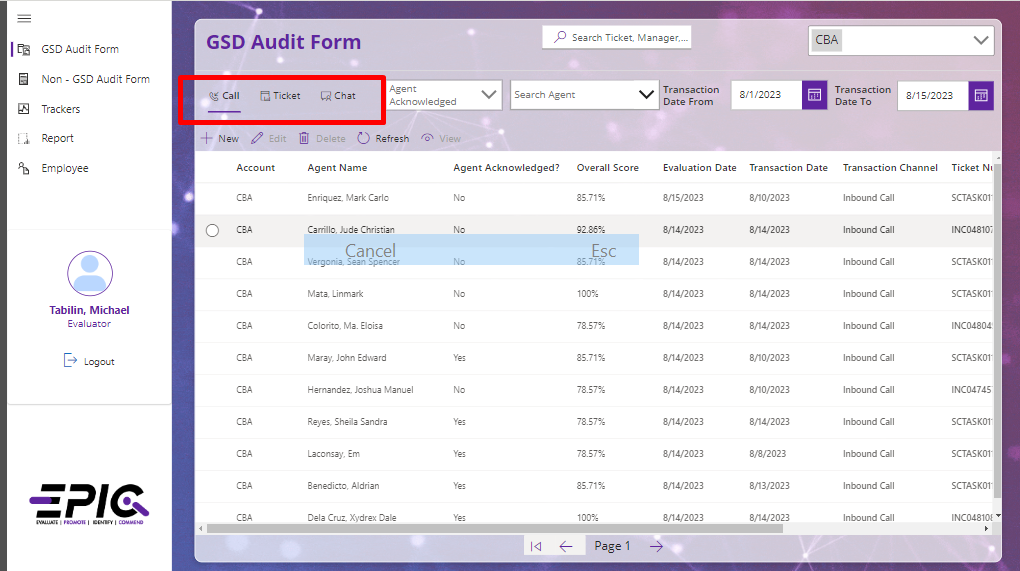 GSD Audit Form
Search Ticket, Manager,...
CBA
GSD Audit Form
Non - GSD Audit Form
Trackers
Report
Employee
Tabilin, Michael
Evaluator
Logout
EPIC
EVALUATE | PROMOTE | IDENTIFY | COMMEND
Call Ticket Chat
Agent
Acknowledged
Search Agent
Transaction
Date From
8/1/2023
Transaction
Date To
8/15/2023
New Edit Delete Refresh View
Account Agent Name Agent Acknowledged? Overall Score Evaluation Date Transaction Date Transaction Channel Ticket Nu
CBA Enriquez, Mark Carlo No 85.71% 8/15/2023 8/10/2023 Inbound Call SCTASK01
CBA Carrillo, Jude Christian No 92.86% 8/14/2023 8/14/2023 Inbound Call INC048107
Cancel Esc
CBA Vergonia, Sean Spencer No 85.71% 8/14/2023 8/14/2023 Inbound Call SCTASK01
CBA Mata, Linmark No 100% 8/14/2023 8/14/2023 Inbound Call SCTASK01
CBA Colorito, Ma. Eloisa No 78.57% 8/14/2023 8/14/2023 Inbound Call INC04804
CBA Maray, John Edward Yes 85.71% 8/14/2023 8/10/2023 Inbound Call SCTASK01
CBA Hernandez, Joshua Manuel No 78.57% 8/14/2023 8/10/2023 Inbound Call INC04745
CBA Reyes, Sheila Sandra Yes 78.57% 8/14/2023 8/14/2023 Inbound Call SCTASK01
CBA Laconsay, Em Yes 78.57% 8/14/2023 8/8/2023 Inbound Call SCTASK01
CBA Benedicto, Aldrian Yes 85.71% 8/14/2023 8/13/2023 Inbound Call SCTASK01
CBA Dela Cruz, Xydrex Dale Yes 100% 8/14/2023 8/14/2023 Inbound Call INC048108
Page 1